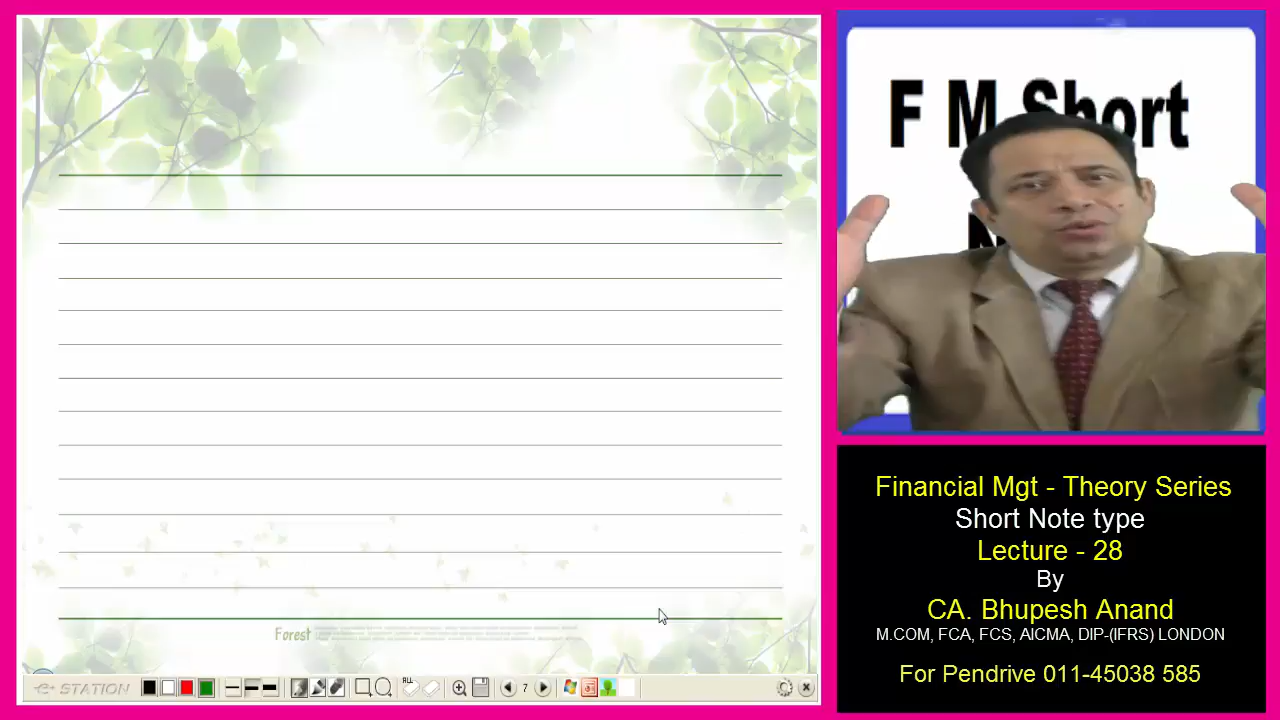 F M Short
Forest
ALL
e-STATION
7
Financial Mgt - Theory Series
Short Note type
Lecture - 28
By
CA. Bhupesh Anand
M.COM, FCA, FCS, AICMA, DIP-(IFRS) LONDON
For Pendrive 011-45038 585